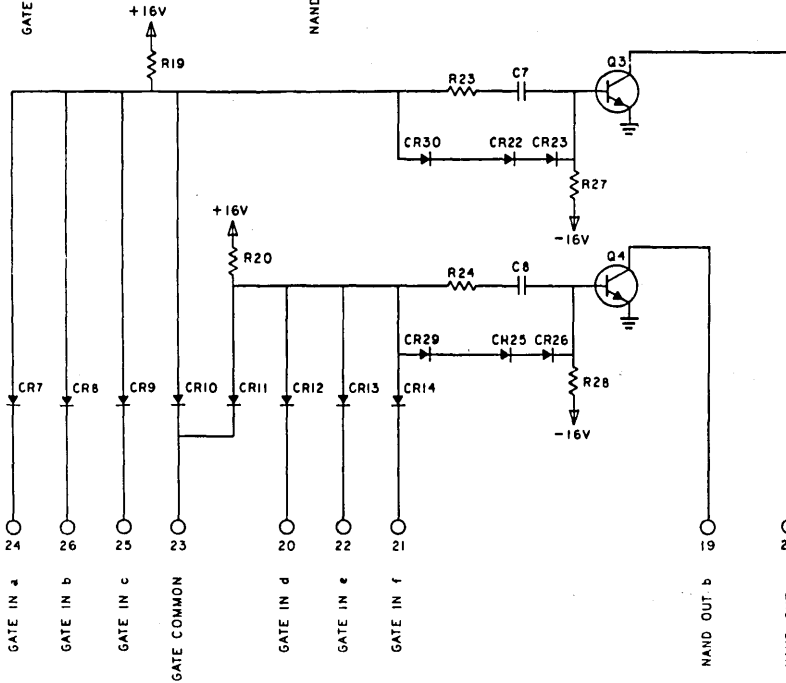 GATE
+16V
NAND
R19
Q3
R23
C7
CR30
CR22
CR23
R27
-16V
+16V
R20
Q4
R24
C8
CR29
CH25
CR26
R28
-16V
CR7
CR8
CR9
CR10
CR11
CR12
CR13
CR14
24
26
25
23
20
22
21
19
GATE IN a
GATE IN b
GATE IN c
GATE COMMON
GATE IN d
GATE IN e
GATE IN f
NAND OUT b